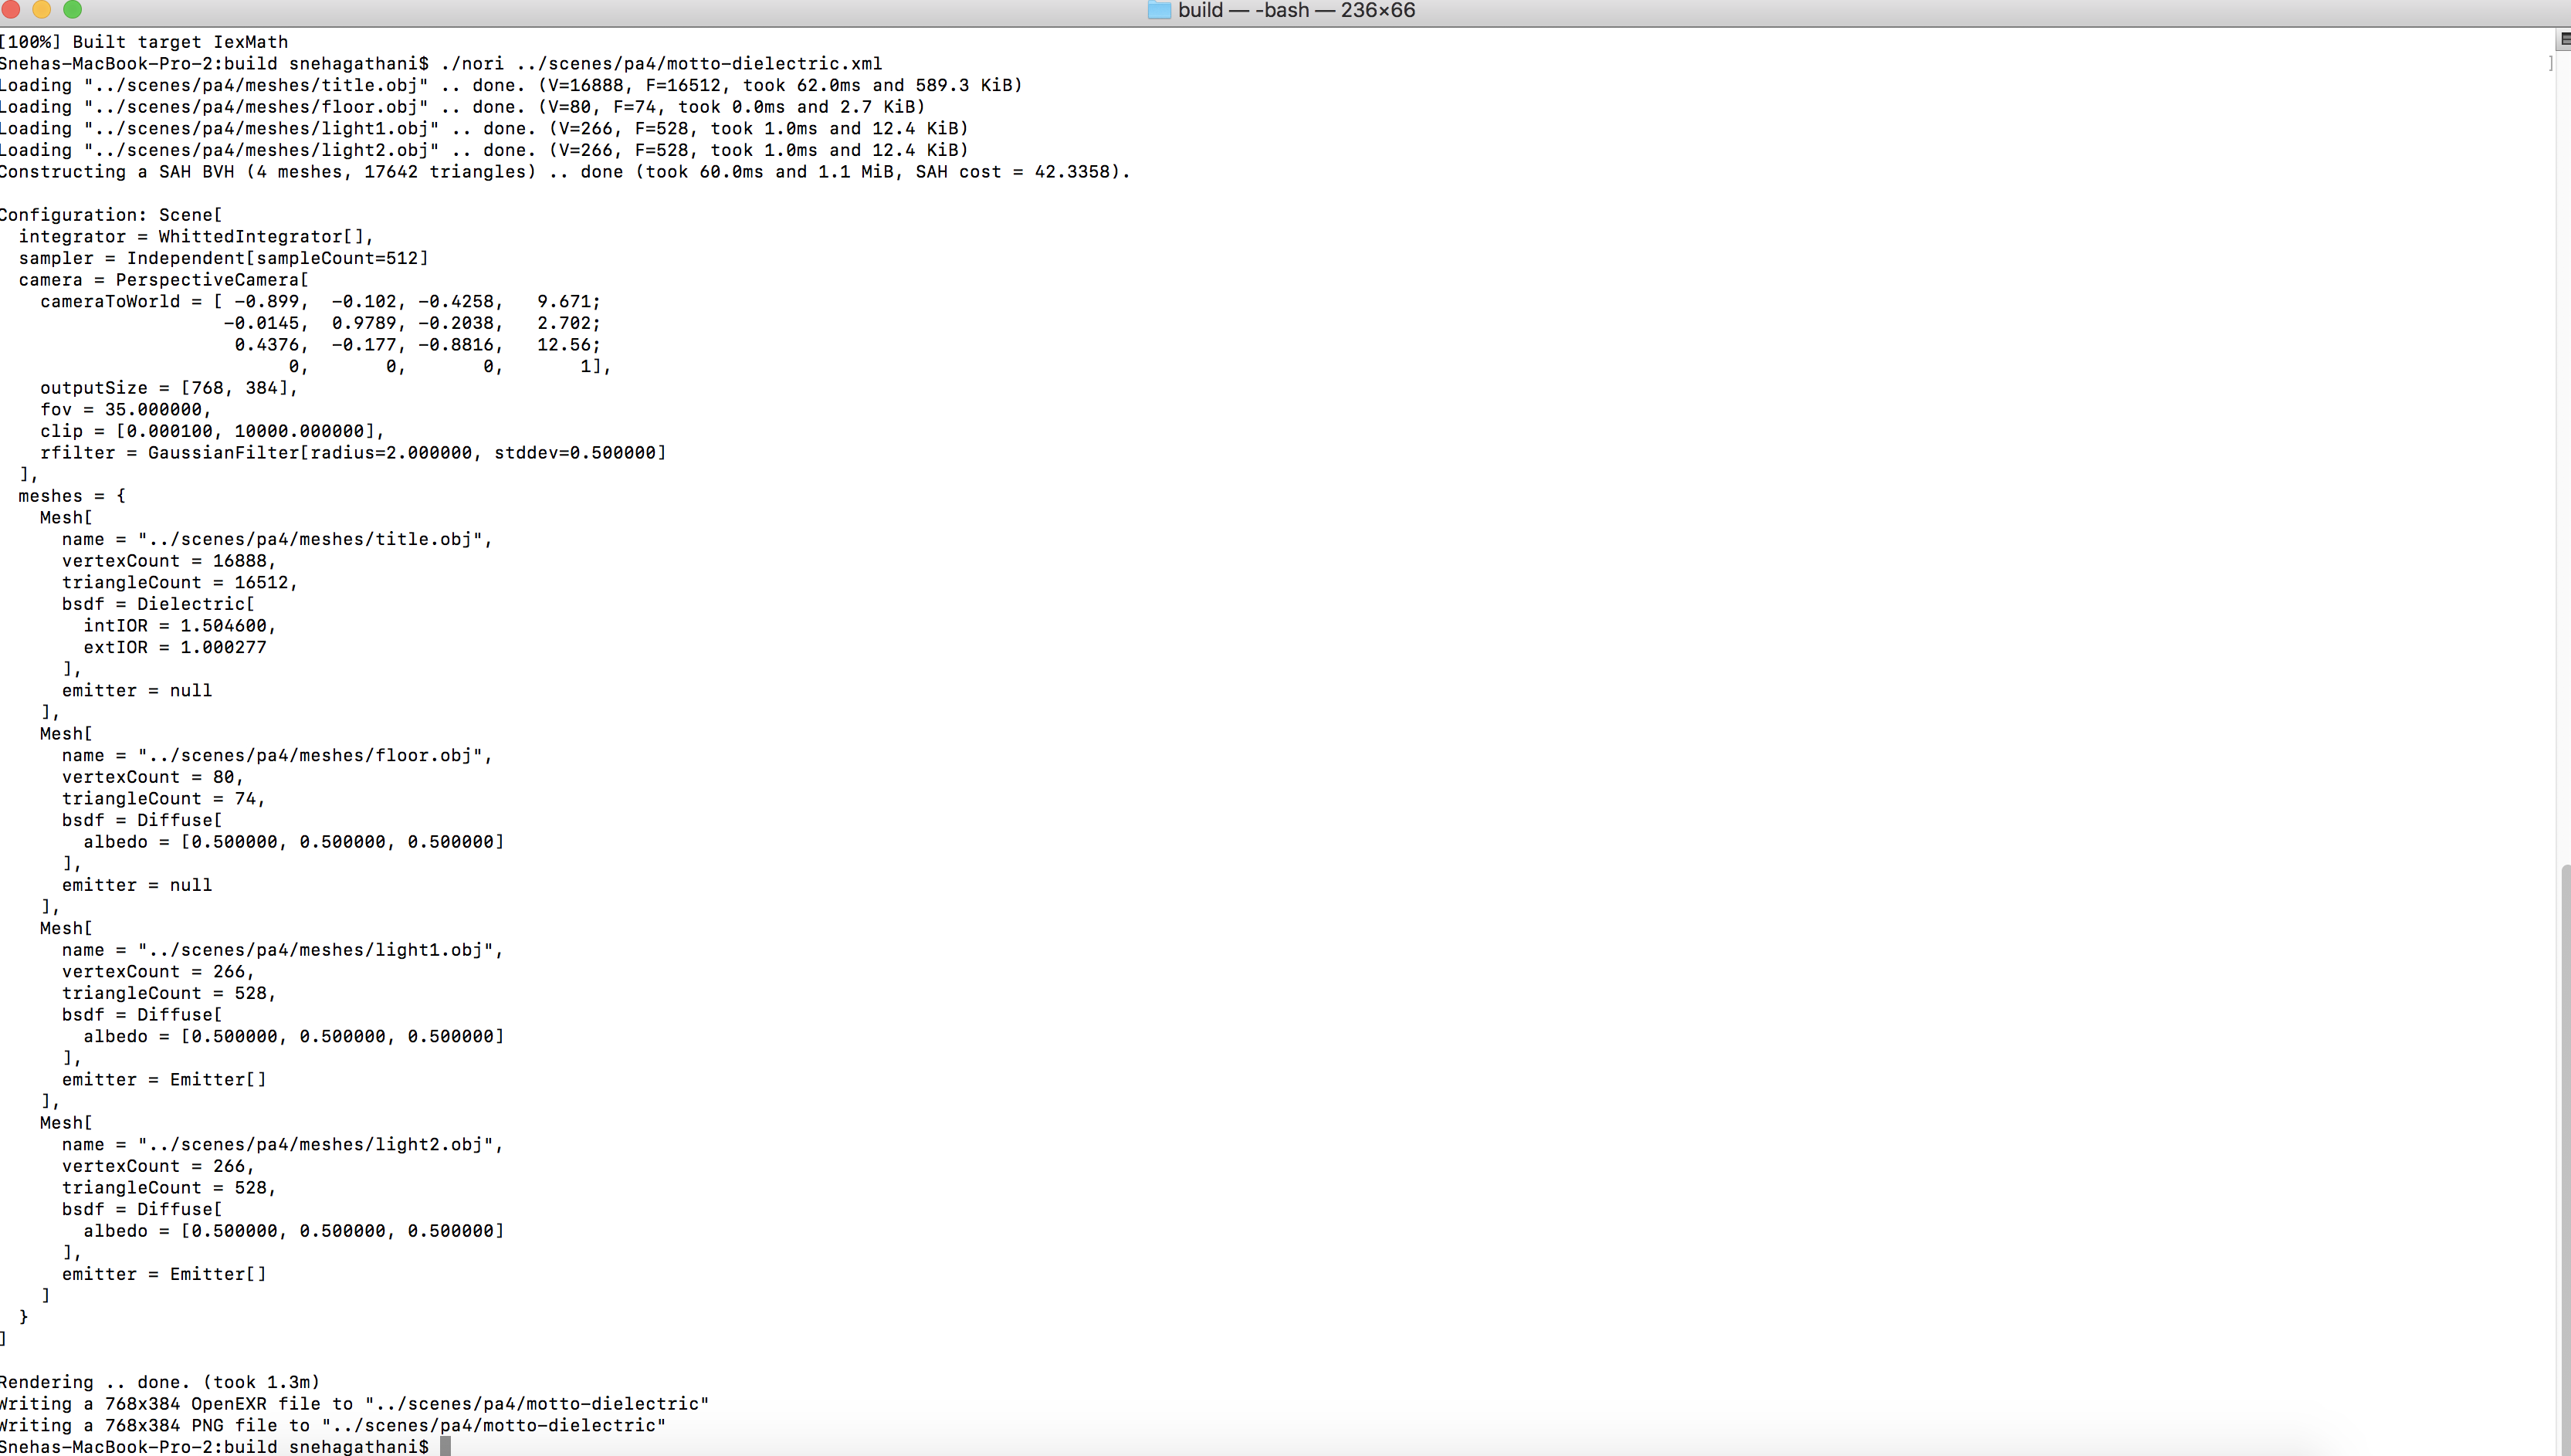 build — -bash — 236×66
[100%] Built target IexMath
Snehas-MacBook-Pro-2:build snehagathani$ ./nori ../scenes/pa4/motto-dielectric.xml
Loading "../scenes/pa4/meshes/title.obj" .. done. (V=16888, F=16512, took 62.0ms and 589.3 KiB)
Loading "../scenes/pa4/meshes/floor.obj" .. done. (V=80, F=74, took 0.0ms and 2.7 KiB)
Loading "../scenes/pa4/meshes/light1.obj" .. done. (V=266, F=528, took 1.0ms and 12.4 KiB)
Loading "../scenes/pa4/meshes/light2.obj" .. done. (V=266, F=528, took 1.0ms and 12.4 KiB)
Constructing a SAH BVH (4 meshes, 17642 triangles) .. done (took 60.0ms and 1.1 MiB, SAH cost = 42.3358).
Configuration: Scene[
  integrator = WhittedIntegrator[],
  sampler = Independent[sampleCount=512]
  camera = PerspectiveCamera[
    cameraToWorld = [ -0.899,  -0.102, -0.4258,   9.671;
                     -0.0145,  0.9789, -0.2038,   2.702;
                      0.4376,  -0.177, -0.8816,   12.56;
                           0,       0,       0,       1],
    outputSize = [768, 384],
    fov = 35.000000,
    clip = [0.000100, 10000.000000],
    rfilter = GaussianFilter[radius=2.000000, stddev=0.500000]
  ],
  meshes = {
    Mesh[
      name = "../scenes/pa4/meshes/title.obj",
      vertexCount = 16888,
      triangleCount = 16512,
      bsdf = Dielectric[
        intIOR = 1.504600,
        extIOR = 1.000277
      ],
      emitter = null
    ],
    Mesh[
      name = "../scenes/pa4/meshes/floor.obj",
      vertexCount = 80,
      triangleCount = 74,
      bsdf = Diffuse[
        albedo = [0.500000, 0.500000, 0.500000]
      ],
      emitter = null
    ],
    Mesh[
      name = "../scenes/pa4/meshes/light1.obj",
      vertexCount = 266,
      triangleCount = 528,
      bsdf = Diffuse[
        albedo = [0.500000, 0.500000, 0.500000]
      ],
      emitter = Emitter[]
    ],
    Mesh[
      name = "../scenes/pa4/meshes/light2.obj",
      vertexCount = 266,
      triangleCount = 528,
      bsdf = Diffuse[
        albedo = [0.500000, 0.500000, 0.500000]
      ],
      emitter = Emitter[]
    ]
  }
]
Rendering .. done. (took 1.3m)
Writing a 768x384 OpenEXR file to "../scenes/pa4/motto-dielectric"
Writing a 768x384 PNG file to "../scenes/pa4/motto-dielectric"
Snehas-MacBook-Pro-2:build snehagathani$